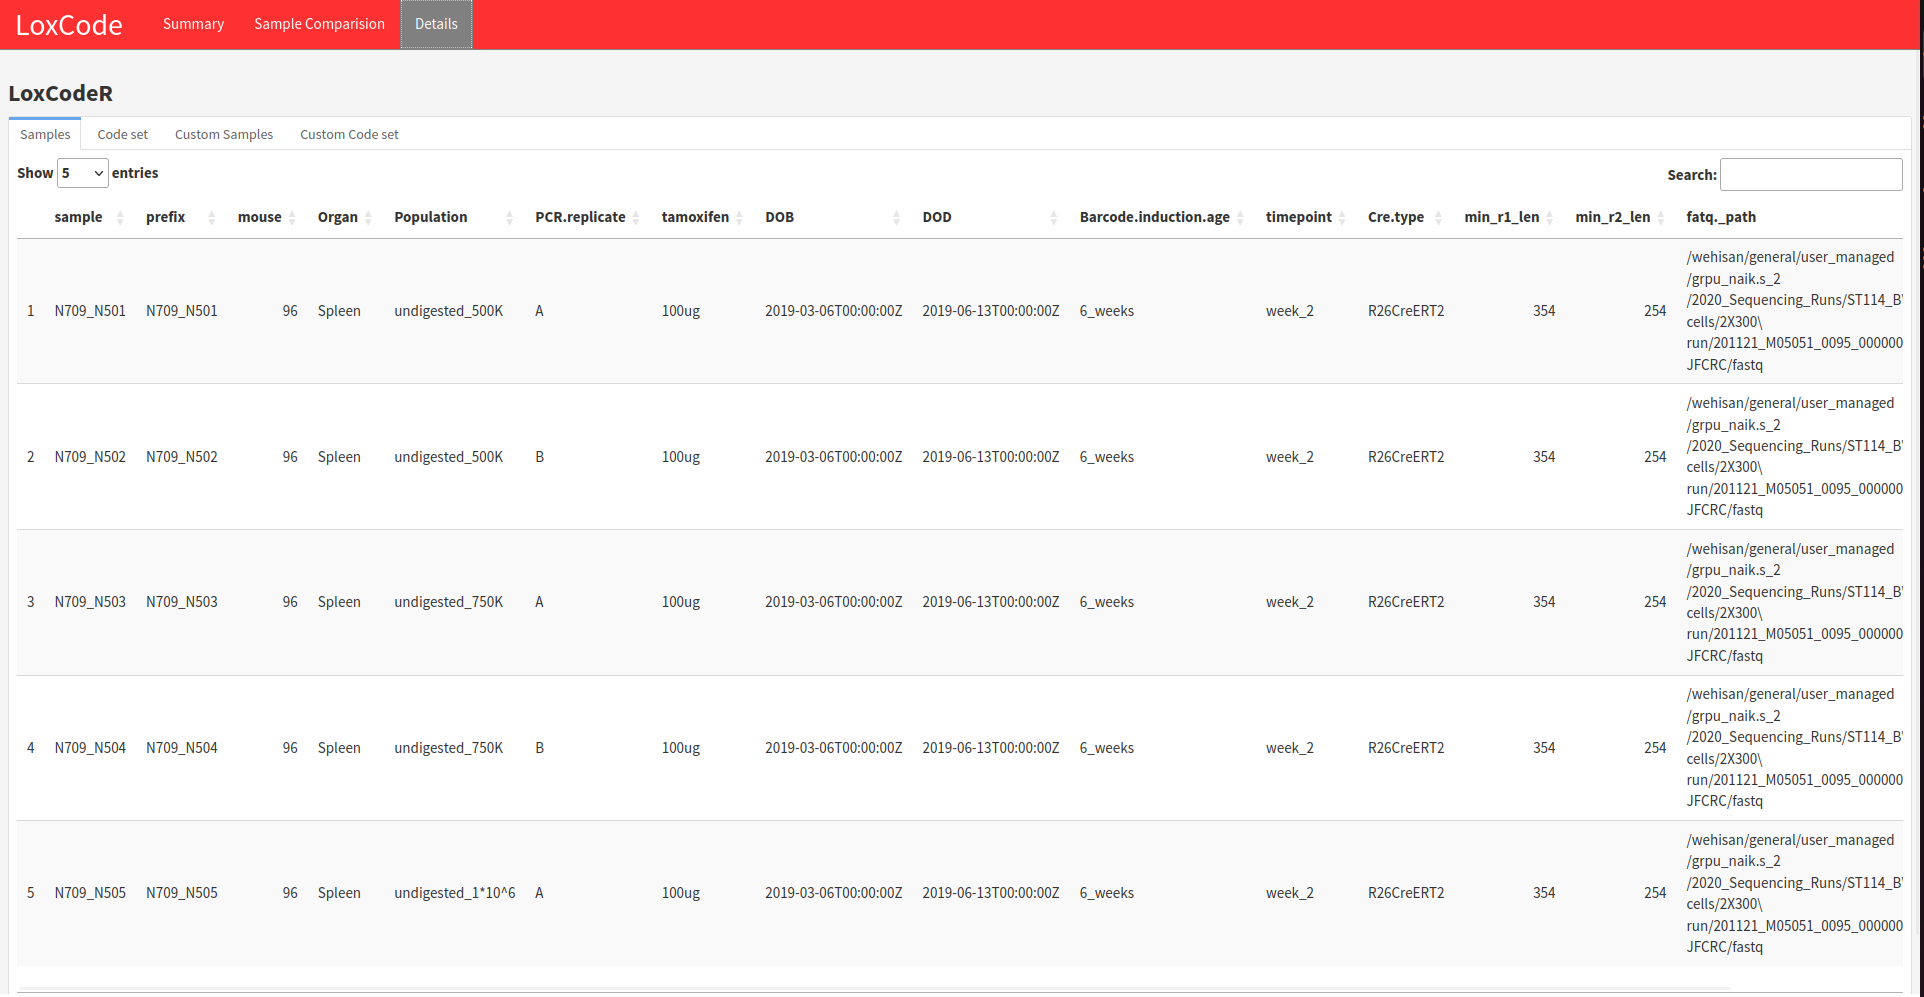 LoxCode Summary Sample Comparision Details
LoxCodeR
Samples Code set Custom Samples Custom Code set
Show 5 entries Search:
sample prefix mouse Organ Population PCR.replicate tamoxifen DOB DOD Barcode.induction.age timepoint Cre.type min_r1_len min_r2_len fatq._path
1 N709_N501 N709_N501 96 Spleen undigested_500K A 100ug 2019-03-06T00:00:00Z 2019-06-13T00:00:00Z 6_weeks week_2 R26CreERT2 354 254
/wehisan/general/user_managed
/grpu_naik.s_2
/2020_Sequencing_Runs/ST114_B
cells/2X300\
run/201121_M05051_0095_000000
JFCRC/fastq
2 N709_N502 N709_N502 96 Spleen undigested_500K B 100ug 2019-03-06T00:00:00Z 2019-06-13T00:00:00Z 6_weeks week_2 R26CreERT2 354 254
/wehisan/general/user_managed
/grpu_naik.s_2
/2020_Sequencing_Runs/ST114_B
cells/2X300\
run/201121_M05051_0095_000000
JFCRC/fastq
3 N709_N503 N709_N503 96 Spleen undigested_750K A 100ug 2019-03-06T00:00:00Z 2019-06-13T00:00:00Z 6_weeks week_2 R26CreERT2 354 254
/wehisan/general/user_managed
/grpu_naik.s_2
/2020_Sequencing_Runs/ST114_B
cells/2X300\
run/201121_M05051_0095_000000
JFCRC/fastq
4 N709_N504 N709_N504 96 Spleen undigested_750K B 100ug 2019-03-06T00:00:00Z 2019-06-13T00:00:00Z 6_weeks week_2 R26CreERT2 354 254
/wehisan/general/user_managed
/grpu_naik.s_2
/2020_Sequencing_Runs/ST114_B
cells/2X300\
run/201121_M05051_0095_000000
JFCRC/fastq
5 N709_N505 N709_N505 96 Spleen undigested_1*10^6 A 100ug 2019-03-06T00:00:00Z 2019-06-13T00:00:00Z 6_weeks week_2 R26CreERT2 354 254
/wehisan/general/user_managed
/grpu_naik.s_2
/2020_Sequencing_Runs/ST114_B
cells/2X300\
run/201121_M05051_0095_000000
JFCRC/fastq